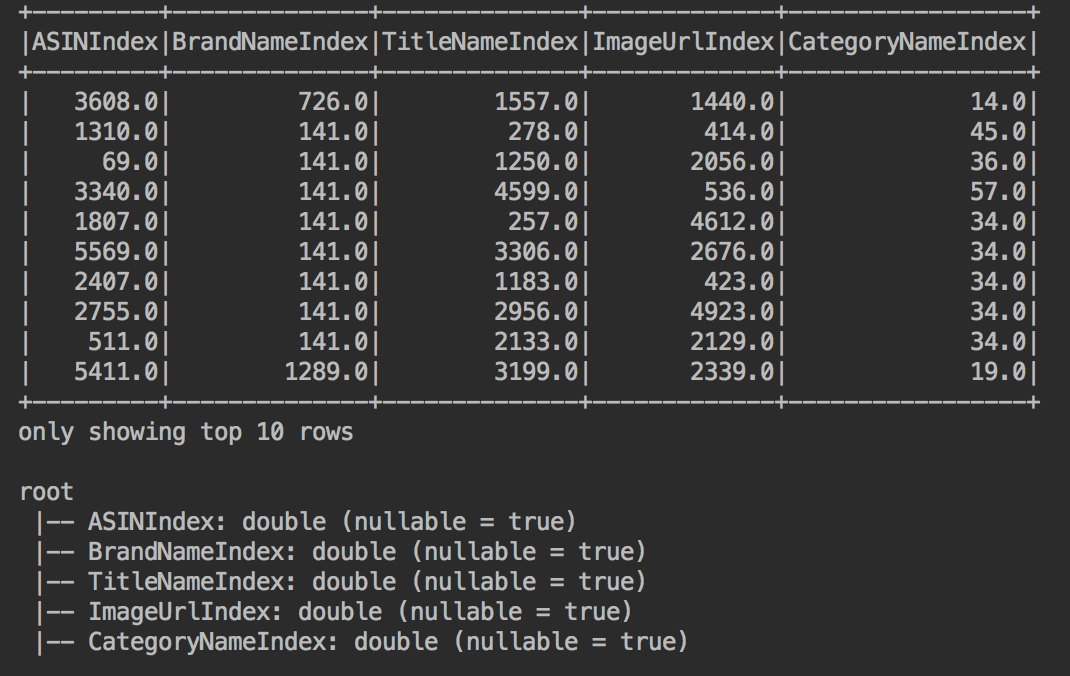 +---------+--------------+--------------+-------------+-----------------+
|ASINIndex|BrandNameIndex|TitleNameIndex|ImageUrlIndex|CategoryNameIndex|
+---------+--------------+--------------+-------------+-----------------+
|   3608.0|         726.0|        1557.0|       1440.0|             14.0|
|   1310.0|         141.0|         278.0|        414.0|             45.0|
|     69.0|         141.0|        1250.0|       2056.0|             36.0|
|   3340.0|         141.0|        4599.0|        536.0|             57.0|
|   1807.0|         141.0|         257.0|       4612.0|             34.0|
|   5569.0|         141.0|        3306.0|       2676.0|             34.0|
|   2407.0|         141.0|        1183.0|        423.0|             34.0|
|   2755.0|         141.0|        2956.0|       4923.0|             34.0|
|    511.0|         141.0|        2133.0|       2129.0|             34.0|
|   5411.0|        1289.0|        3199.0|       2339.0|             19.0|
+---------+--------------+--------------+-------------+-----------------+
only showing top 10 rows

root
 |-- ASINIndex: double (nullable = true)
 |-- BrandNameIndex: double (nullable = true)
 |-- TitleNameIndex: double (nullable = true)
 |-- ImageUrlIndex: double (nullable = true)
 |-- CategoryNameIndex: double (nullable = true)